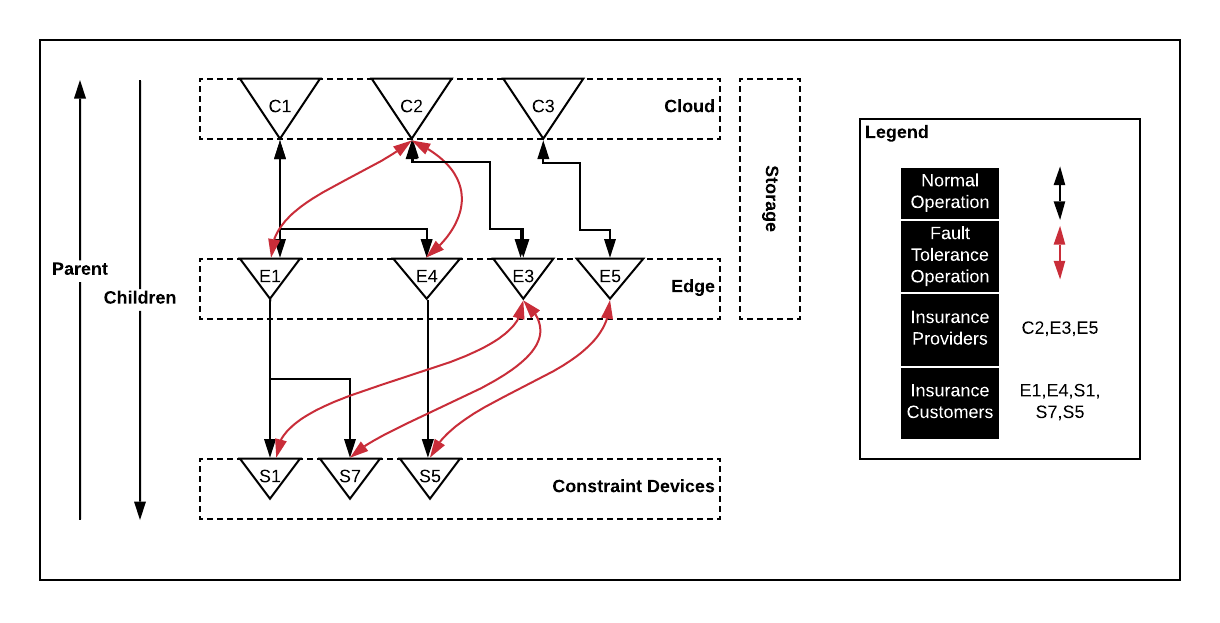 C1
C2
C3
Cloud
Storage
Parent
Children
E1
E4
E3
E5
Edge
S1
S7
S5
Constraint Devices
Legend
Normal
Operation
Fault
Tolerance
Operation
Insurance
Providers
C2,E3,E5
Insurance
Customers
E1,E4,S1,
S7,S5